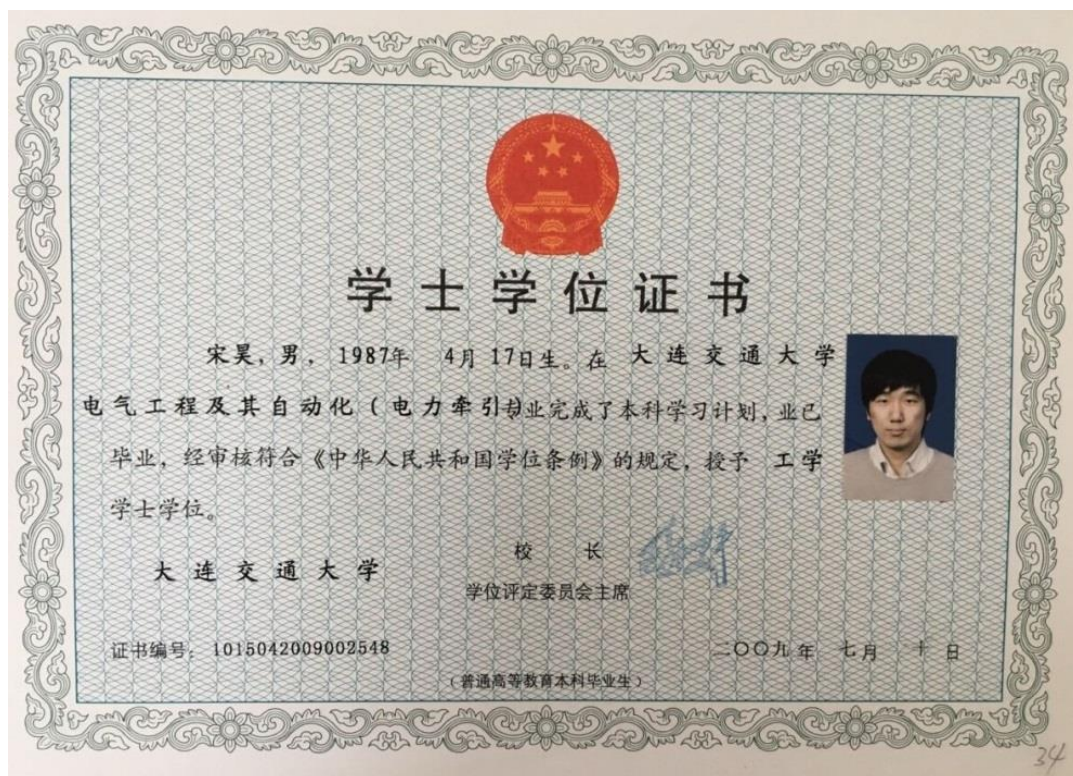 学士学位证书
宋昊，男，1987年 4月17日生。在 大连交通大学
电气工程及其自动化（电力牵引）专业完成了本科学习计划，业已
毕业，经审核符合《中华人民共和国学位条例》的规定，授予 工学
学士学位。
大连交通大学
校 长
学位评定委员会主席
证书编号：1015042009002548
二〇〇九年 七月 十日
（普通高等教育本科毕业生）
34